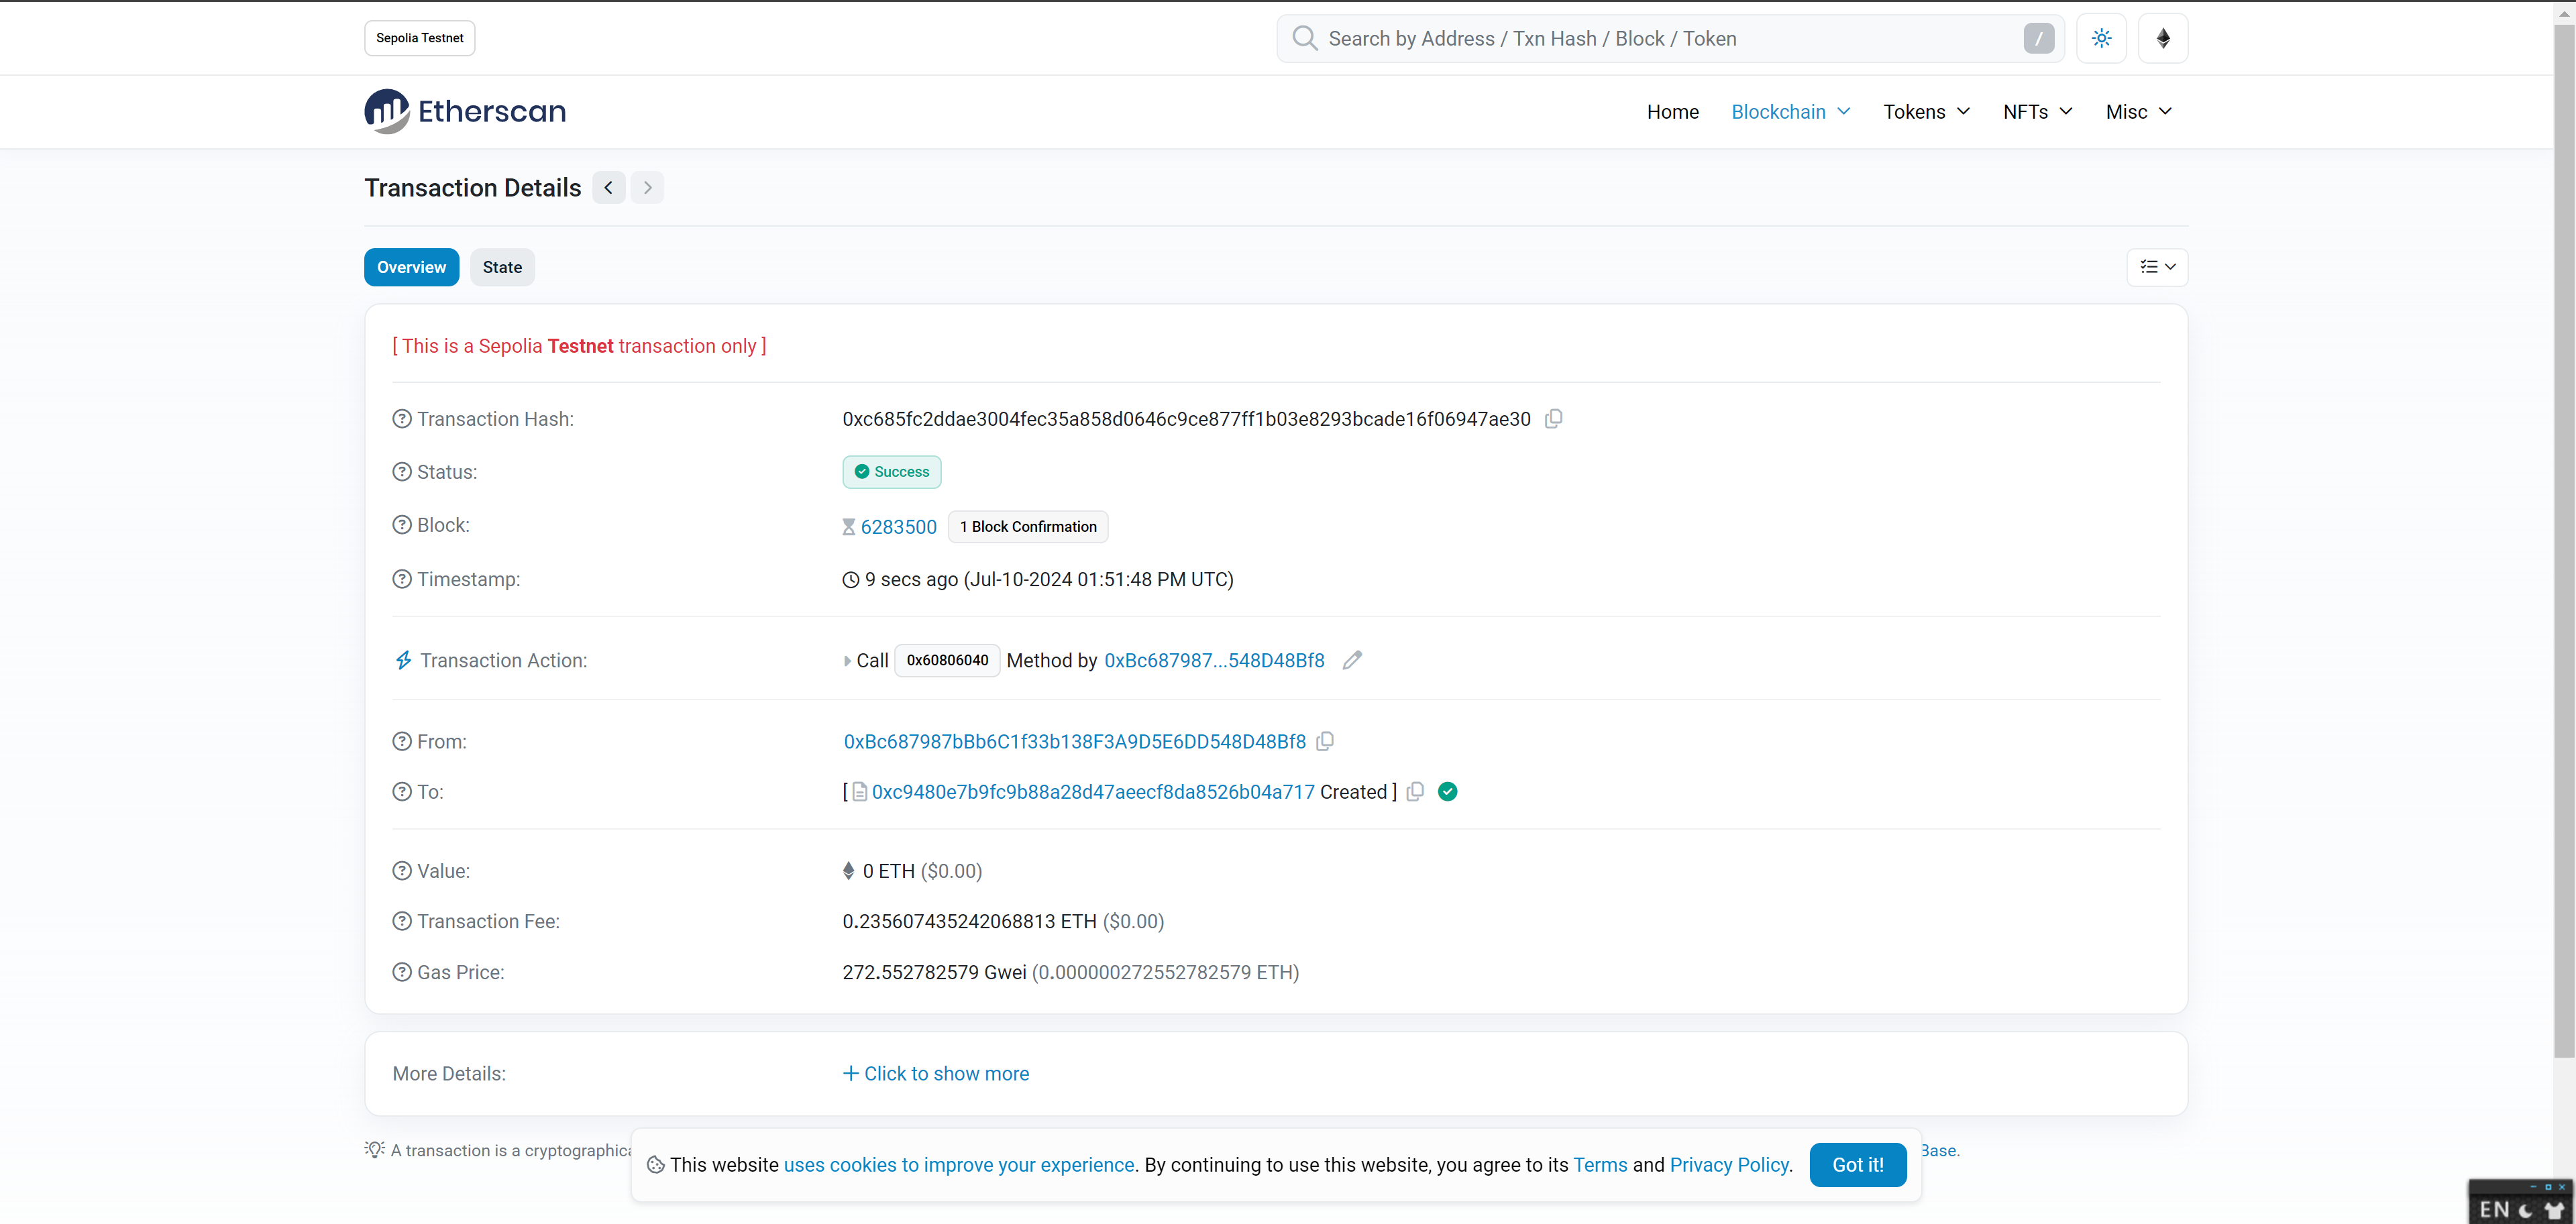 Sepolia Testnet
Search by Address / Txn Hash / Block / Token
/
Etherscan
Home
Blockchain
Tokens
NFTs
Misc
Transaction Details
Overview
State
[ This is a Sepolia Testnet transaction only ]
Transaction Hash:
0xc685fc2ddae3004fec35a858d0646c9ce877ff1b03e8293bcade16f06947ae30
Status:
Success
Block:
6283500
1 Block Confirmation
Timestamp:
9 secs ago (Jul-10-2024 01:51:48 PM UTC)
Transaction Action:
Call 0x60806040 Method by 0xBc687987...548D48Bf8
From:
0xBc687987bBb6C1f33b138F3A9D5E6DD548D48Bf8
To:
[ 0xc9480e7b9fc9b88a28d47aeecf8da8526b04a717 Created ]
Value:
0 ETH ($0.00)
Transaction Fee:
0.235607435242068813 ETH ($0.00)
Gas Price:
272.552782579 Gwei (0.000000272552782579 ETH)
More Details:
Click to show more
A transaction is a cryptographica
Base.
This website uses cookies to improve your experience. By continuing to use this website, you agree to its Terms and Privacy Policy.
Got it!
EN